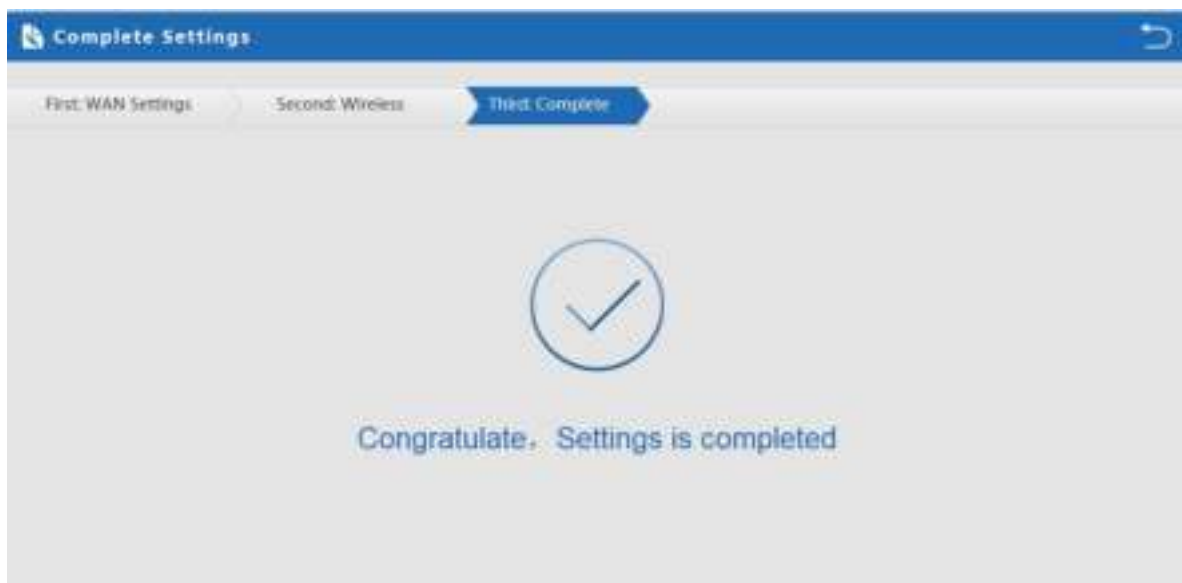 Complete Settings
First: WAN Settings
Second: Wireless
Third: Complete
Congratulate, Settings is completed